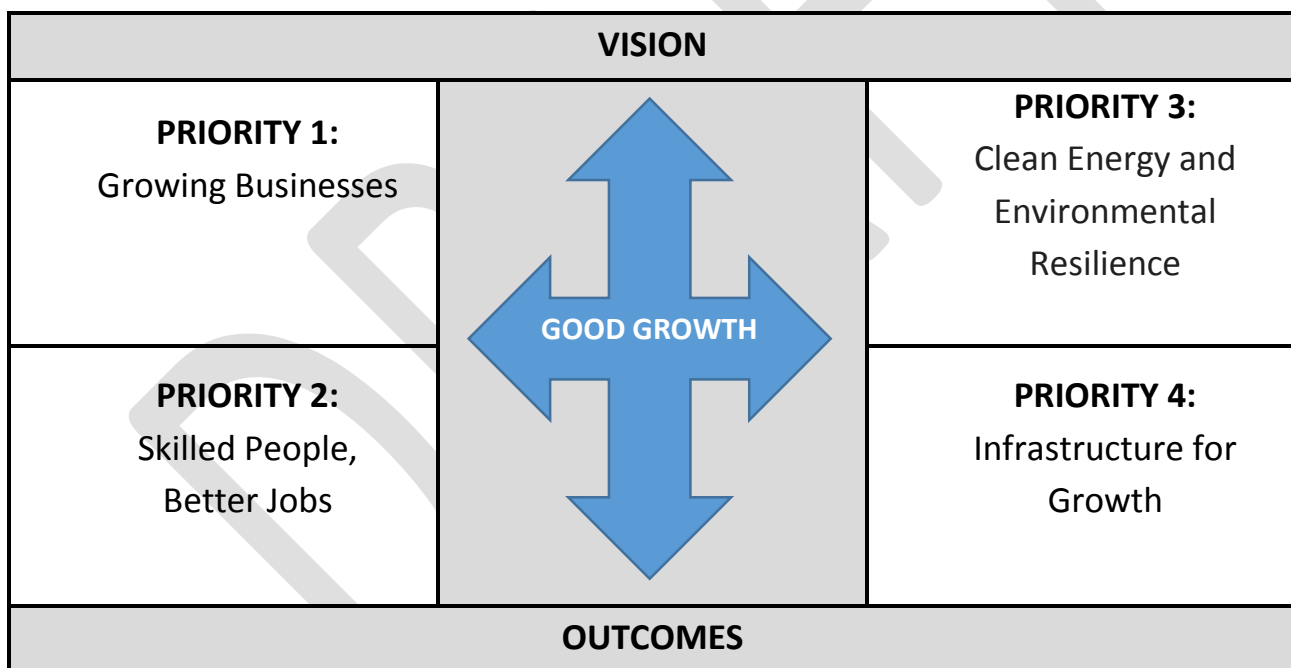 VISION
PRIORITY 1:
Growing Businesses
PRIORITY 2:
Skilled People,
Better Jobs
GOOD GROWTH
PRIORITY 3:
Clean Energy and
Environmental
Resilience
PRIORITY 4:
Infrastructure for
Growth
OUTCOMES